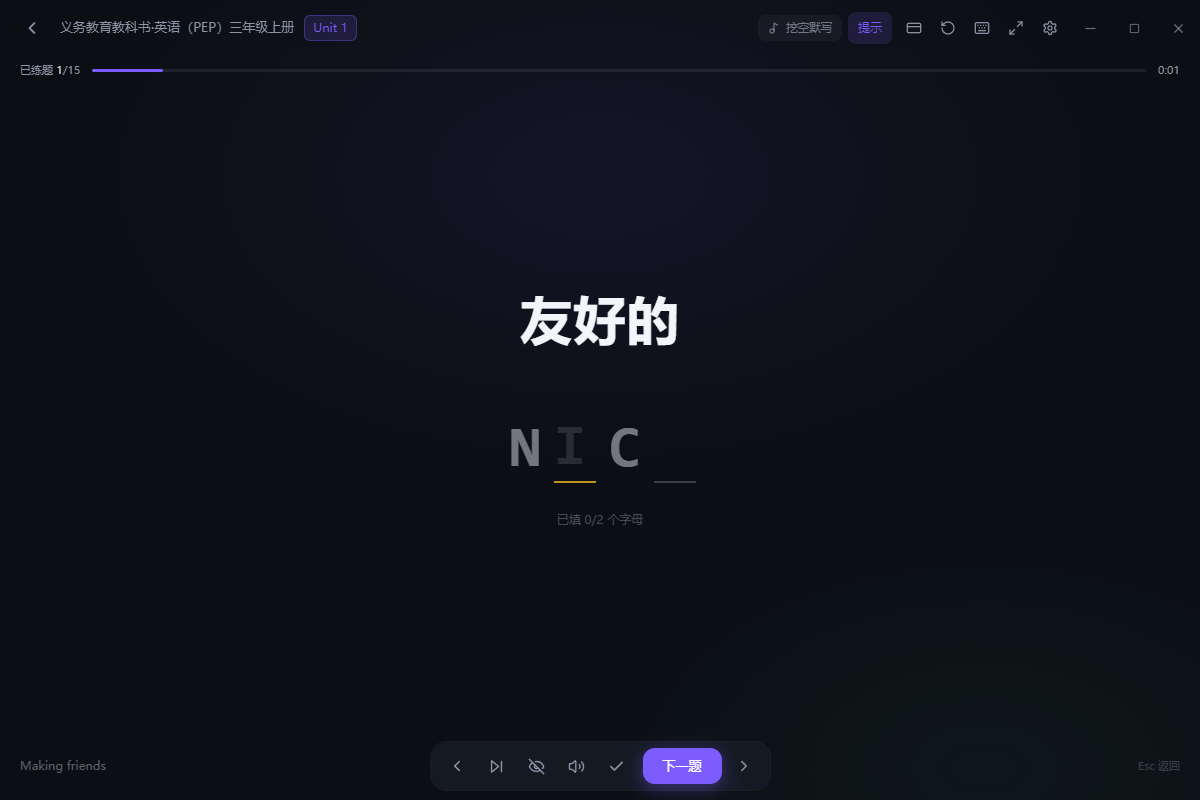 义务教育教科书·英语（PEP）三年级上册 Unit 1 挖空默写 提示
已练题 1/15 0:01
友好的
N I C
已填 0/2 个字母
Making friends 下一题 Esc 返回